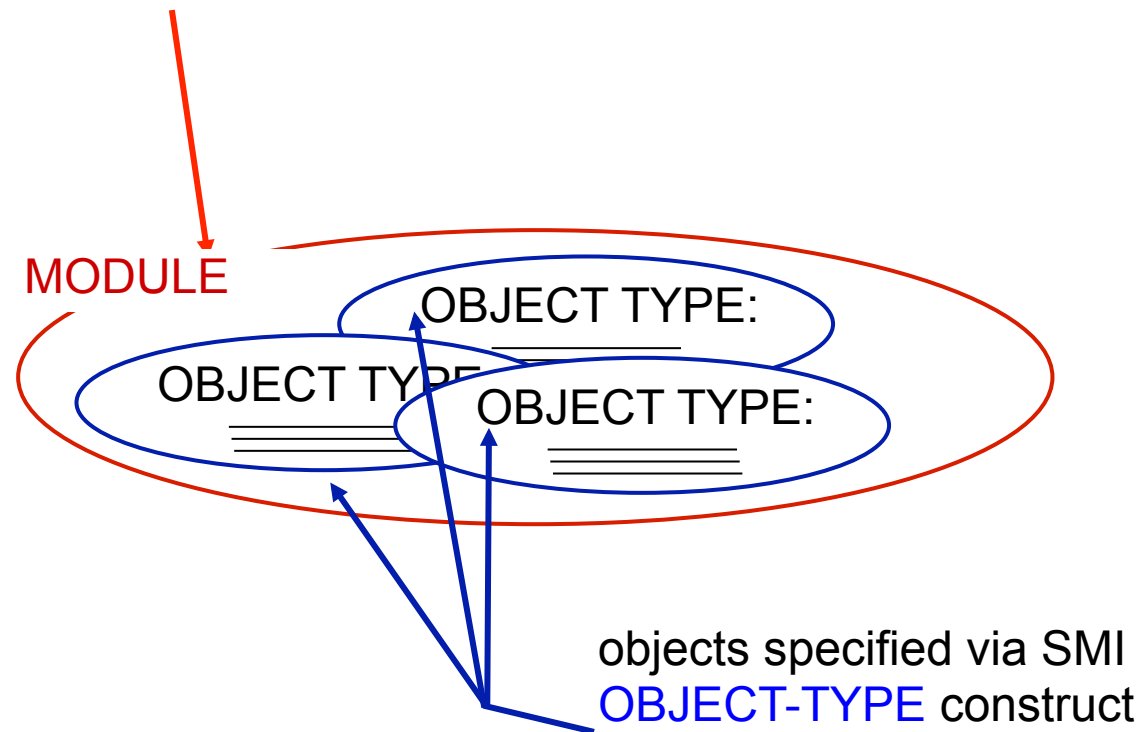 MODULE
OBJECT TYPE:
OBJECT TYPE
OBJECT TYPE:
objects specified via SMI
OBJECT-TYPE construct